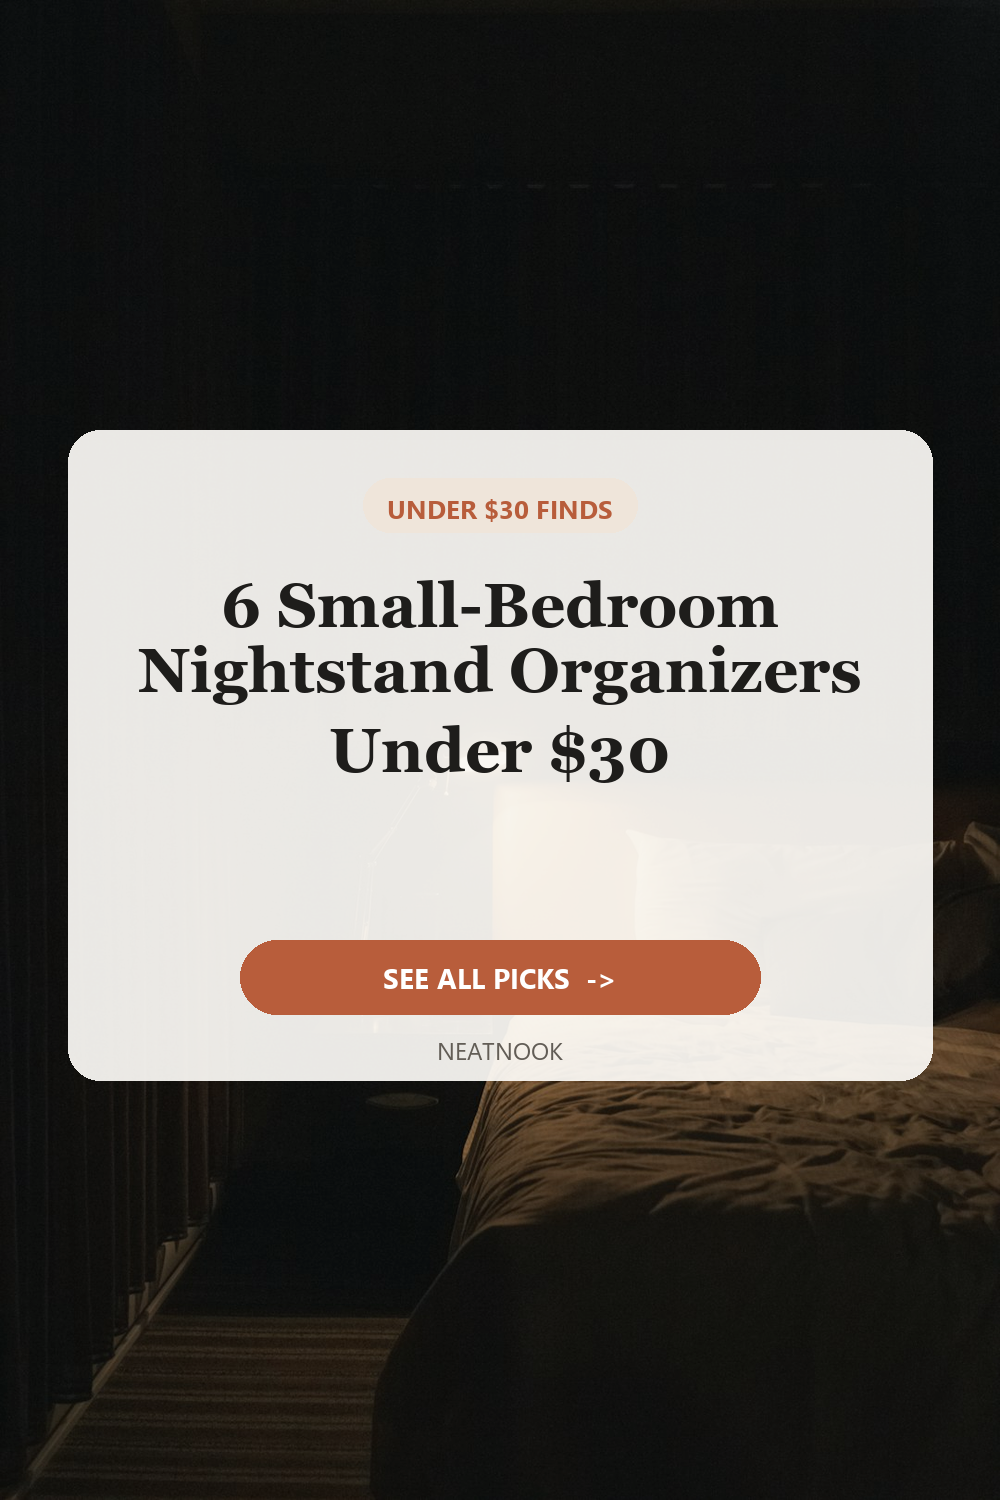 UNDER $30 FINDS
6 Small-Bedroom
Nightstand Organizers
Under $30
SEE ALL PICKS ->
NEATNOOK